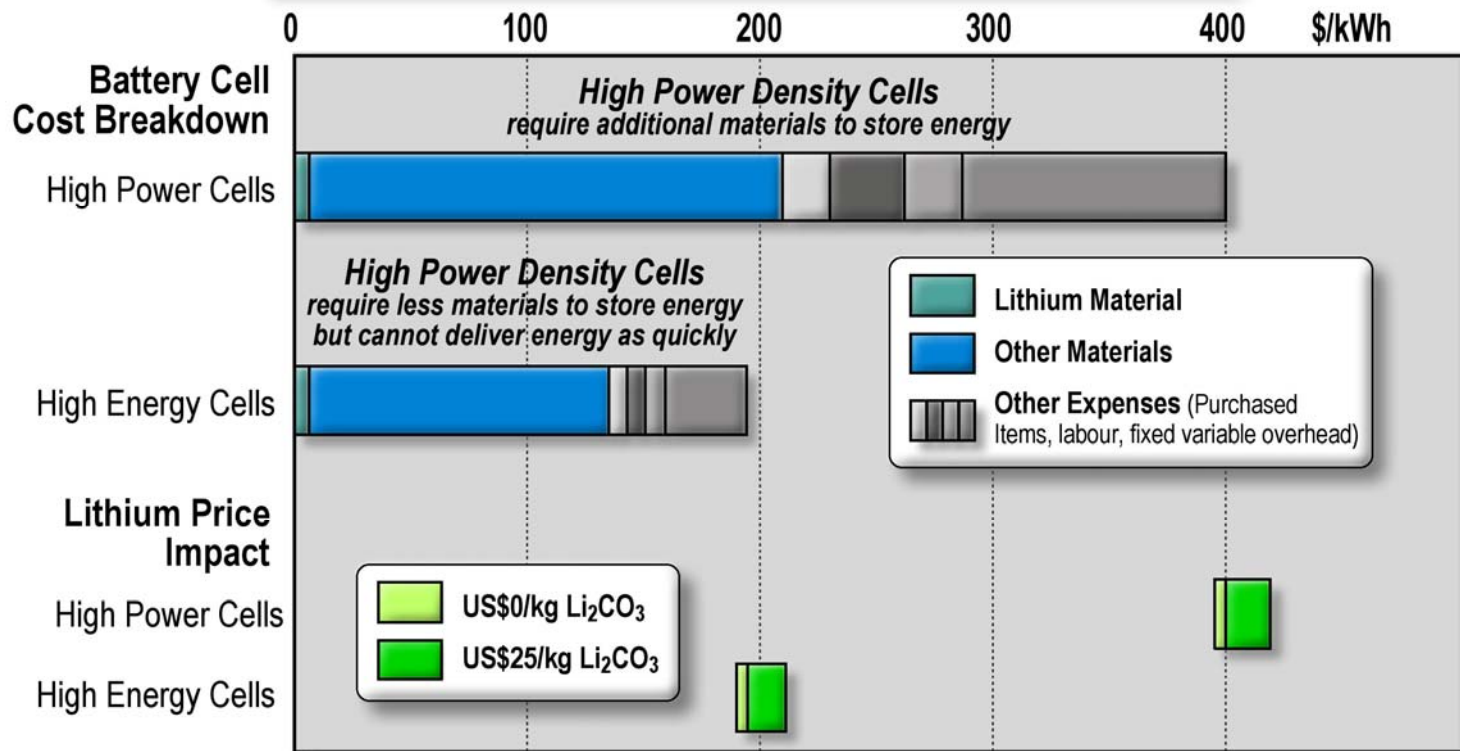 0 100 200 300 400 $/kWh
Battery Cell
Cost Breakdown
High Power Density Cells
require additional materials to store energy
High Power Cells
High Power Density Cells
require less materials to store energy
but cannot deliver energy as quickly
High Energy Cells
Lithium Material
Other Materials
Other Expenses (Purchased
Items, labour, fixed variable overhead)
Lithium Price
Impact
High Power Cells
High Energy Cells
US$0/kg Li₂CO₃
US$25/kg Li₂CO₃